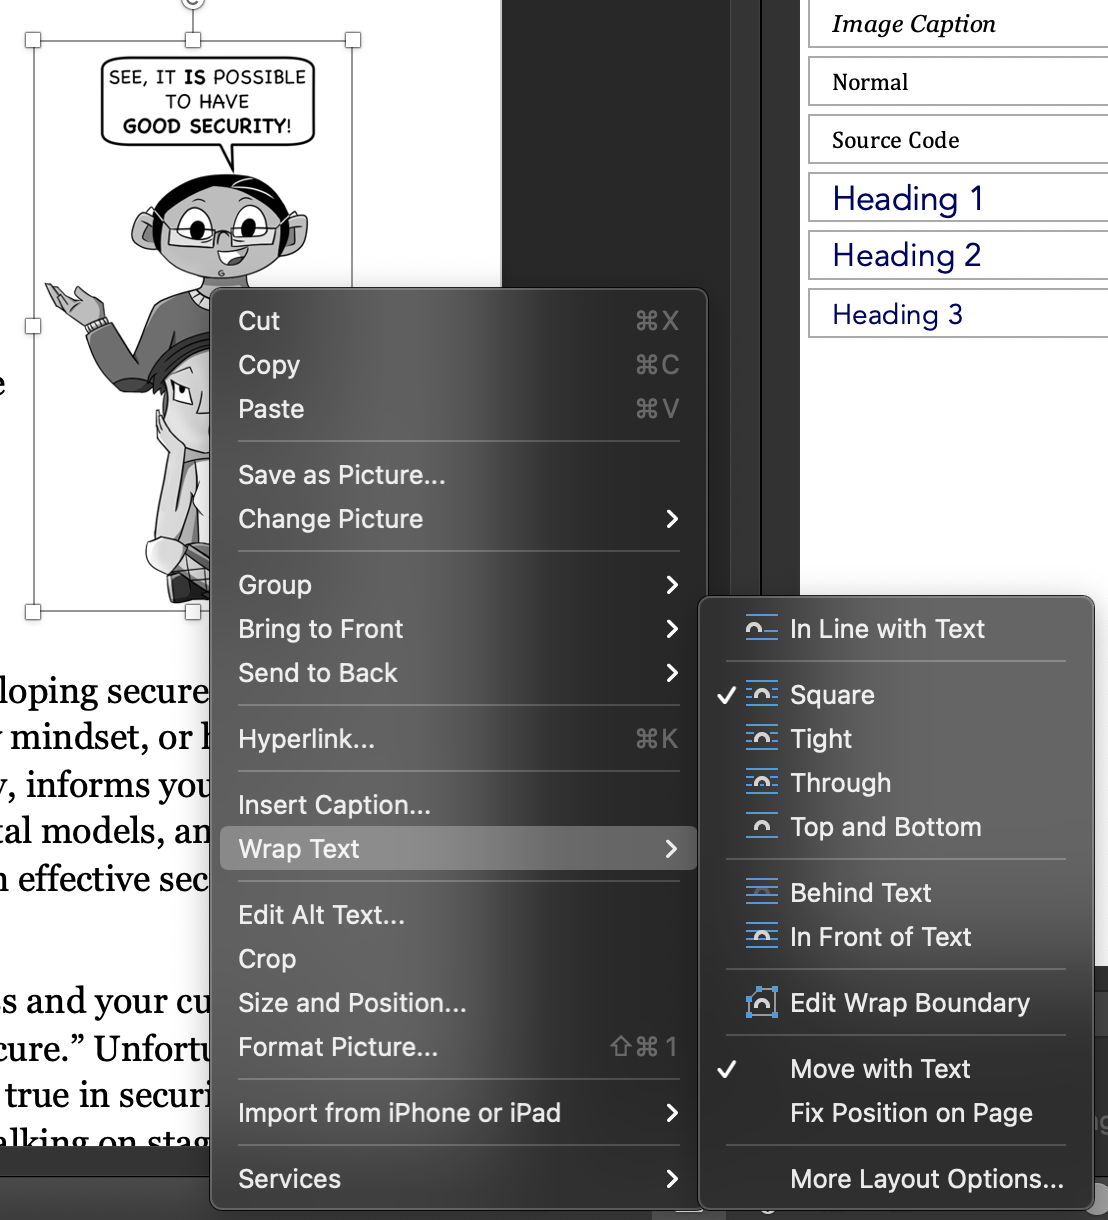 SEE, IT IS POSSIBLE
TO HAVE
GOOD SECURITY!
e
loping secure
mindset, or
, informs you
tal models, an
n effective sec
s and your cu
cure.” Unfortu
true in securi
alking on stag
Cut ⌘X
Copy ⌘C
Paste ⌘V
Save as Picture...
Change Picture
Group
Bring to Front
Send to Back
Hyperlink... ⌘K
Insert Caption...
Wrap Text
Edit Alt Text...
Crop
Size and Position...
Format Picture... ⇧⌘1
Import from iPhone or iPad
Services
In Line with Text
Square
Tight
Through
Top and Bottom
Behind Text
In Front of Text
Edit Wrap Boundary
Move with Text
Fix Position on Page
More Layout Options...
Image Caption
Normal
Source Code
Heading 1
Heading 2
Heading 3